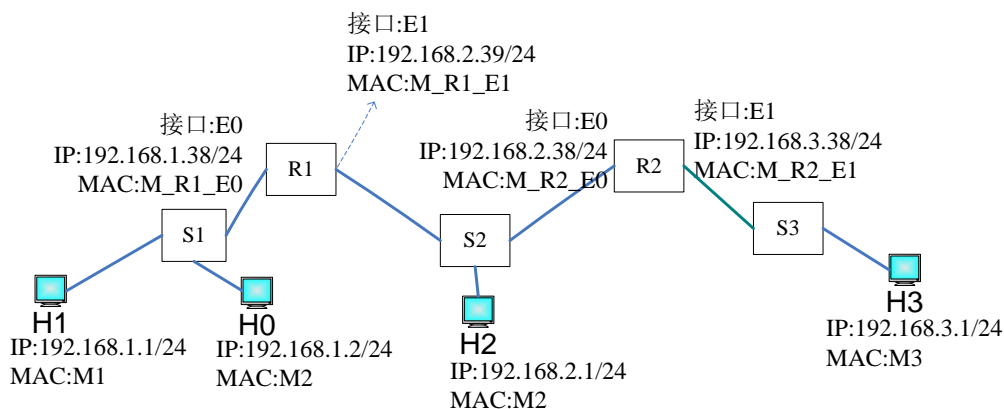 接口:E1
IP:192.168.2.39/24
MAC:M_R1_E1
接口:E0
IP:192.168.1.38/24
MAC:M_R1_E0
R1
接口:E0
IP:192.168.2.38/24
MAC:M_R2_E0
R2
接口:E1
IP:192.168.3.38/24
MAC:M_R2_E1
S1
S2
S3
H1
IP:192.168.1.1/24
MAC:M1
H0
IP:192.168.1.2/24
MAC:M2
H2
IP:192.168.2.1/24
MAC:M2
H3
IP:192.168.3.1/24
MAC:M3